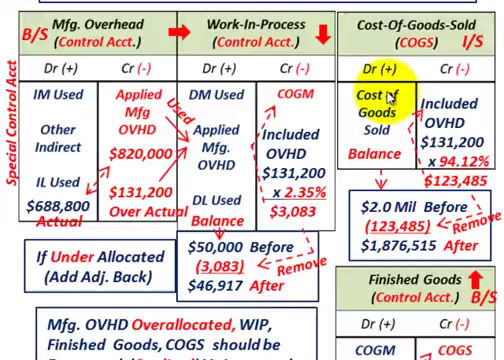 B/S Mfg. Overhead
(Control Acct.)
Work-In-Process
(Control Acct.)
Cost-Of-Goods-Sold
(COGS) I/S
Special Control Acct
Dr (+) Cr (-)
IM Used
Other
Indirect
IL Used
$688,800
Actual
Applied
Mfg
OVHD
$820,000
$131,200
Over Actual
Used
Dr (+) Cr (-)
DM Used
Applied
Mfg.
OVHD
DL Used
Balance
COGM
Included
OVHD
$131,200
x 2.35%
$3,083
Dr (+) Cr (-)
Cost of
Goods
Sold
Balance
Included
OVHD
$131,200
x 94.12%
$123,485
$50,000 Before
(3,083)
$46,917 After
Remove
$2.0 Mil Before
(123,485)
$1,876,515 After
Remove
If Under Allocated
(Add Adj. Back)
Finished Goods
(Control Acct.) B/S
Dr (+) Cr (-)
COGM COGS
Mfg. OVHD Overallocated, WIP,
Finished Goods, COGS should be